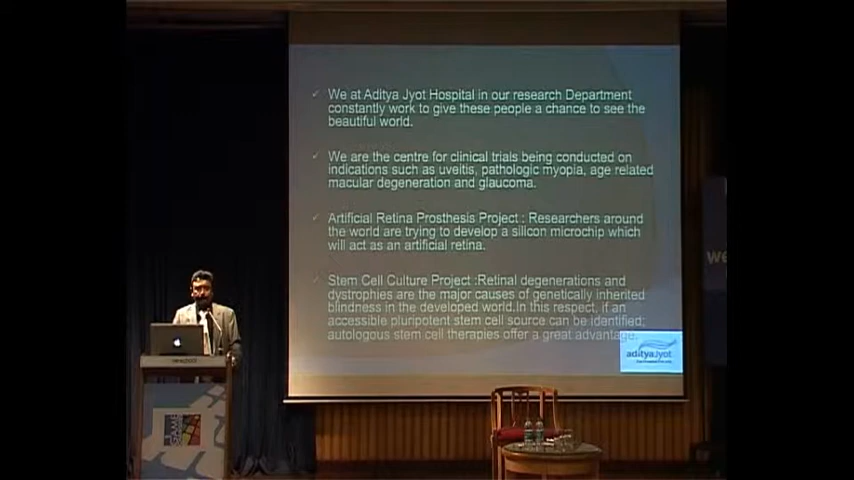 We at Aditya Jyot Hospital in our research Department
constantly work to give these people a chance to see the
beautiful world.
We are the centre for clinical trials being conducted on
indications such as uveitis, pathologic myopia, age related
macular degeneration and glaucoma.
Artificial Retina Prosthesis Project : Researchers around
the world are trying to develop a silicon microchip which
will act as an artificial retina.
Stem Cell Culture Project :Retinal degenerations and
dystrophies are the major causes of genetically inherited
blindness in the developed world.In this respect, if an
accessible pluripotent stem cell source can be identified;
autologous stem cell therapies offer a great advantage.
adityajyot
we